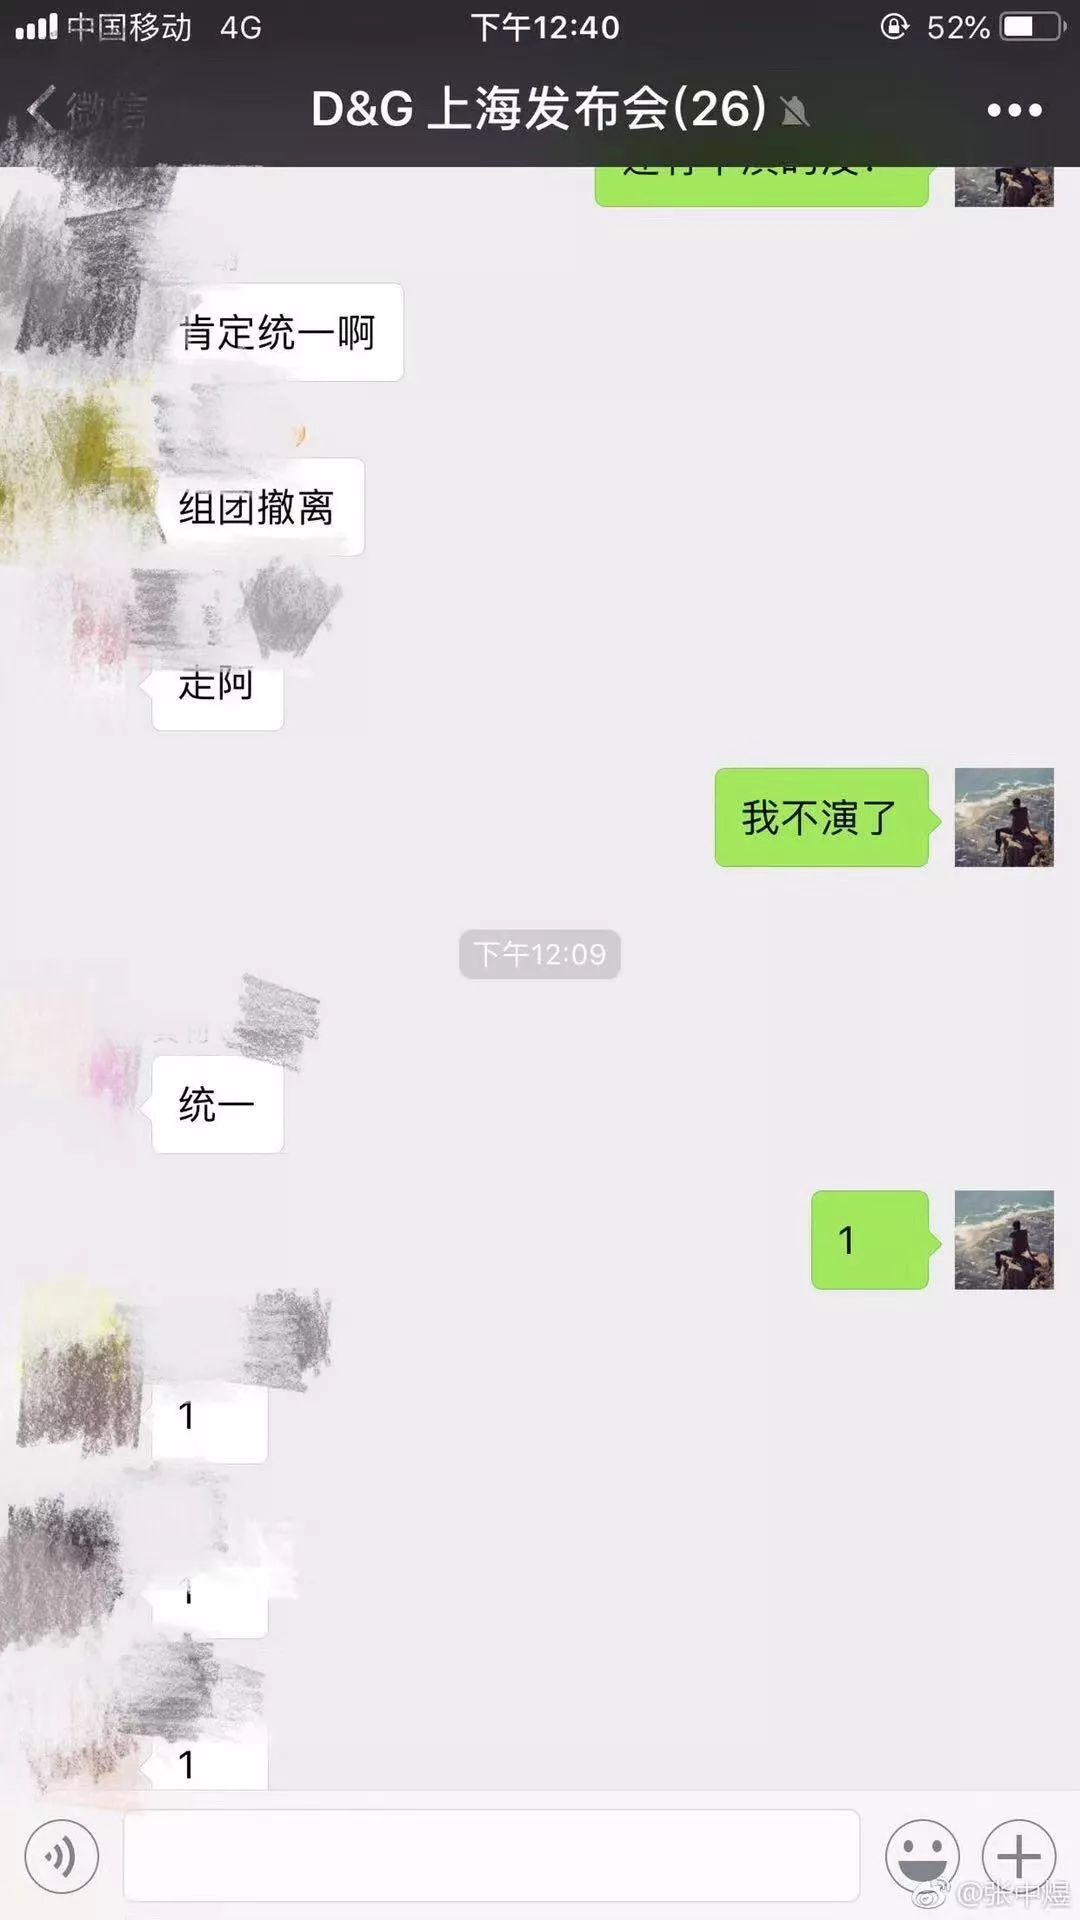 中国移动 4G 下午12:40 52%
微信 D&G 上海发布会(26)
肯定统一啊
组团撤离
走阿
我不演了
下午12:09
统一
1
1
1
1
@张中煜